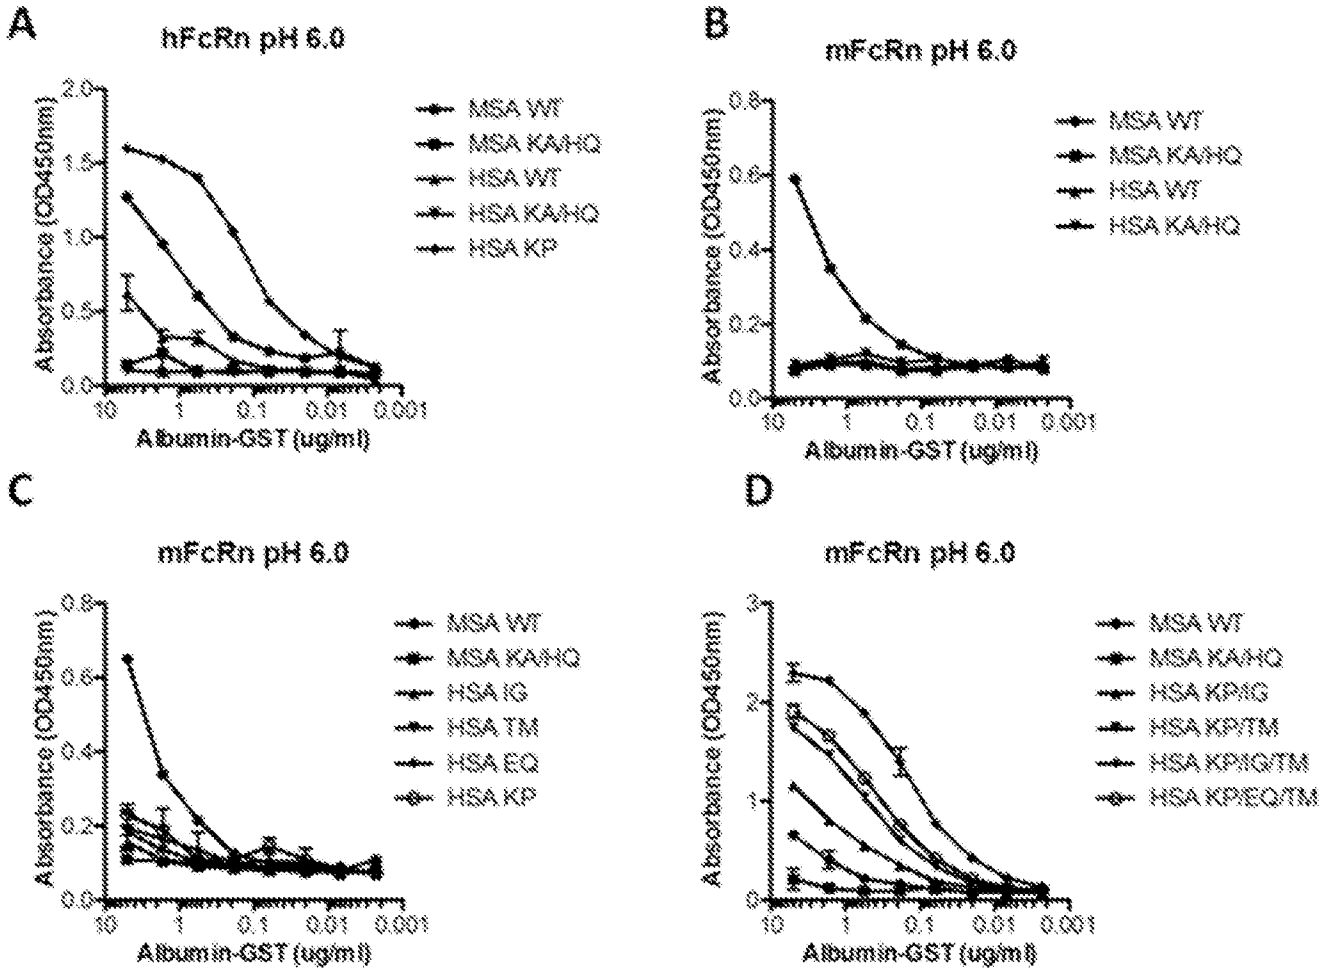 A
hFcRn pH 6.0
Absorbance (OD450nm)
2.0
1.5
1.0
0.5
0.0
10 1 0.1 0.01 0.001
Albumin-GST (ug/ml)
MSA WT
MSA KA/HQ
HSA WT
HSA KA/HQ
HSA KP
B
mFcRn pH 6.0
Absorbance (OD450nm)
0.8
0.6
0.4
0.2
0.0
10 1 0.1 0.01 0.001
Albumin-GST (ug/ml)
MSA WT
MSA KA/HQ
HSA WT
HSA KA/HQ
C
mFcRn pH 6.0
Absorbance (OD450nm)
0.8
0.6
0.4
0.2
0.0
10 1 0.1 0.01 0.001
Albumin-GST (ug/ml)
MSA WT
MSA KA/HQ
HSA IG
HSA TM
HSA EQ
HSA KP
D
mFcRn pH 6.0
Absorbance (OD450nm)
3
2
1
0
10 1 0.1 0.01 0.001
Albumin-GST (ug/ml)
MSA WT
MSA KA/HQ
HSA KP/IG
HSA KP/TM
HSA KP/IG/TM
HSA KP/EQ/TM